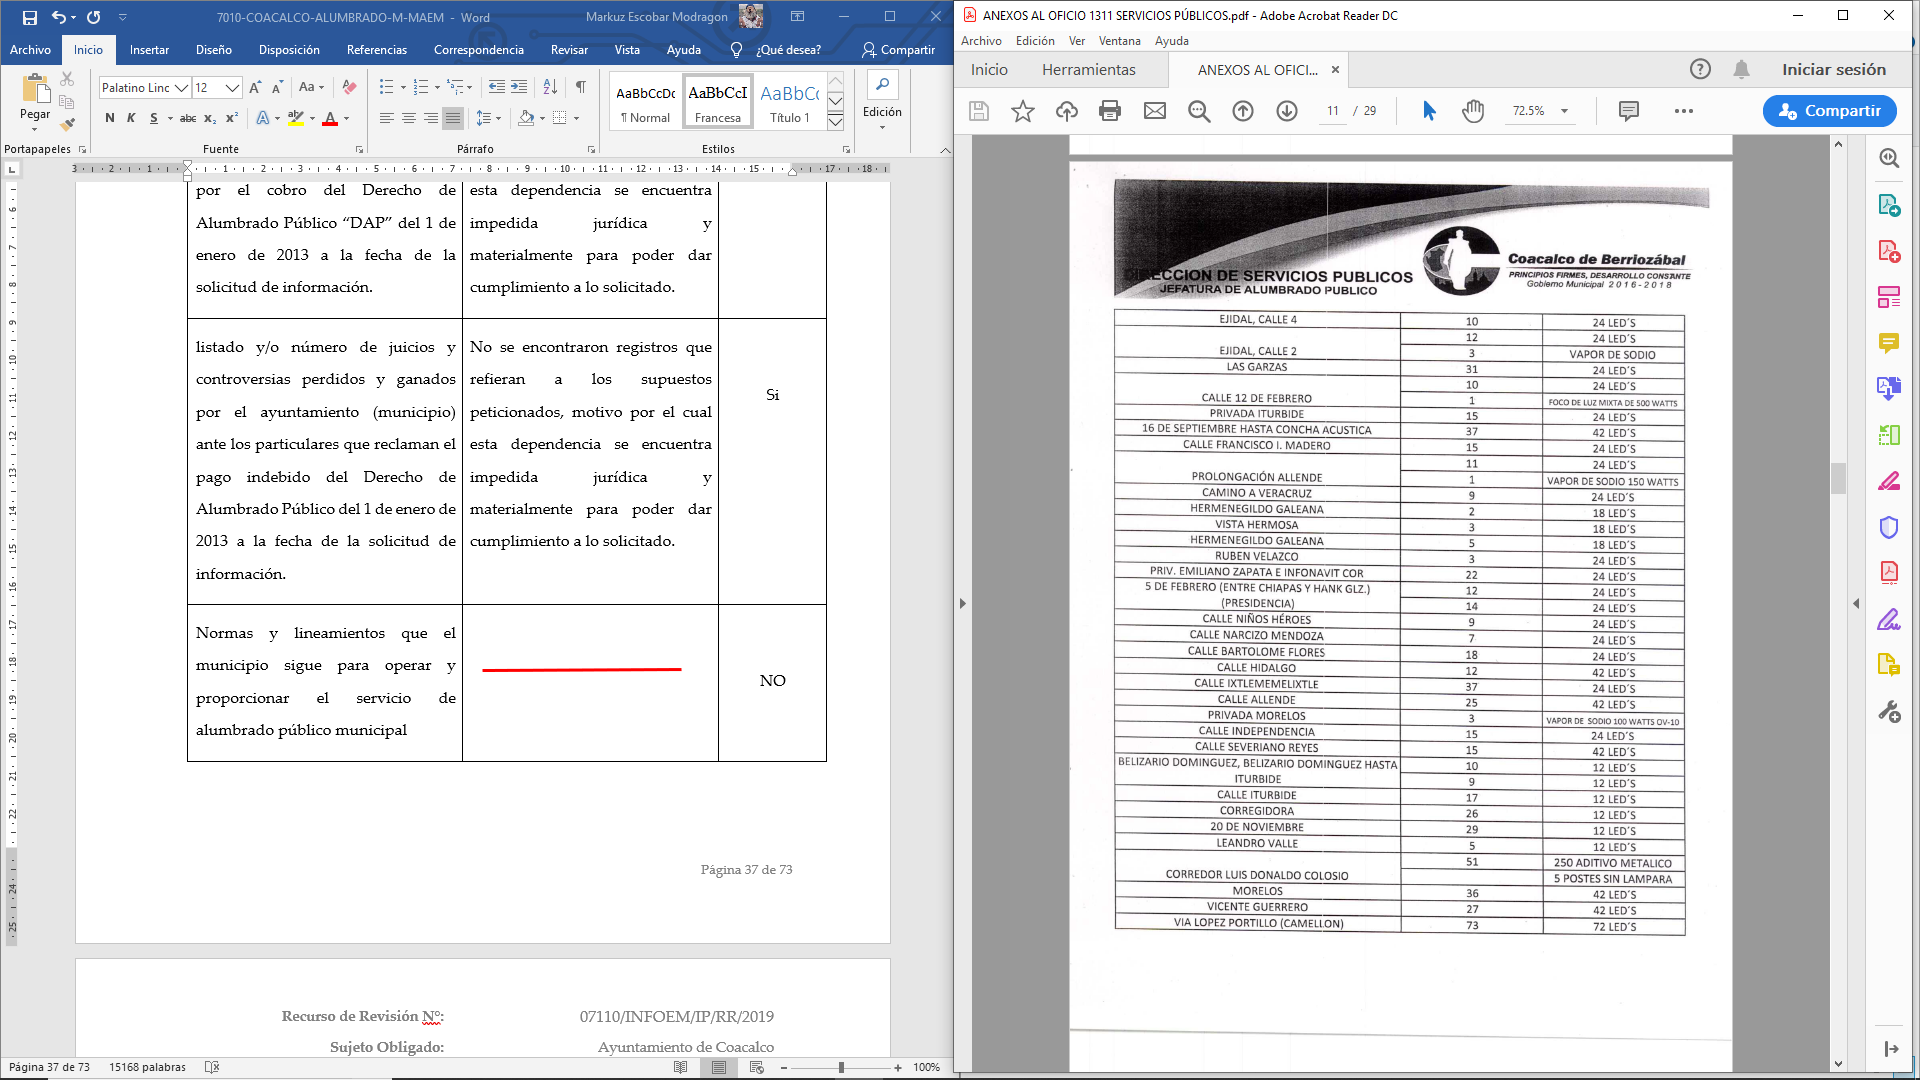 7010-COACALCO-ALUMBRADO-M-MAEM - Word
Markuz Escobar Modragon
Archivo
Inicio
Insertar
Diseño
Disposición
Referencias
Correspondencia
Revisar
Vista
Ayuda
¿Qué desea?
Compartir
Pegar
Palatino Linc
12
N K S abc x₂ x²
AaBbCcDc
AaBbCcI
AaBbCc
¶ Normal
Francesa
Título 1
Edición
Portapapeles
Fuente
Párrafo
Estilos
por el cobro del Derecho de
Alumbrado Público “DAP” del 1 de
enero de 2013 a la fecha de la
solicitud de información.
esta dependencia se encuentra
impedida jurídica y
materialmente para poder dar
cumplimiento a lo solicitado.
listado y/o número de juicios y
controversias perdidos y ganados
por el ayuntamiento (municipio)
ante los particulares que reclaman el
pago indebido del Derecho de
Alumbrado Público del 1 de enero de
2013 a la fecha de la solicitud de
información.
No se encontraron registros que
refieran a los supuestos
peticionados, motivo por el cual
esta dependencia se encuentra
impedida jurídica y
materialmente para poder dar
cumplimiento a lo solicitado.
Si
Normas y lineamientos que el
municipio sigue para operar y
proporcionar el servicio de
alumbrado público municipal
NO
Página 37 de 73
Recurso de Revisión N°:
07110/INFOEM/IP/RR/2019
Sujeto Obligado:
Ayuntamiento de Coacalco
Página 37 de 73
15168 palabras
100%
ANEXOS AL OFICIO 1311 SERVICIOS PÚBLICOS.pdf - Adobe Acrobat Reader DC
Archivo Edición Ver Ventana Ayuda
Inicio
Herramientas
ANEXOS AL OFICI...
Iniciar sesión
11 / 29
72.5%
Compartir
DIRECCION DE SERVICIOS PUBLICOS
JEFATURA DE ALUMBRADO PUBLICO
Coacalco de Berriozábal
PRINCIPIOS FIRMES, DESARROLLO CONSTANTE
Gobierno Municipal 2016-2018
EJIDAL, CALLE 4 10 24 LED´S
12 24 LED´S
EJIDAL, CALLE 2 3 VAPOR DE SODIO
LAS GARZAS 31 24 LED´S
10 24 LED´S
CALLE 12 DE FEBRERO 1 FOCO DE LUZ MIXTA DE 500 WATTS
PRIVADA ITURBIDE 15 24 LED´S
16 DE SEPTIEMBRE HASTA CONCHA ACUSTICA 37 42 LED´S
CALLE FRANCISCO I. MADERO 15 24 LED´S
11 24 LED´S
PROLONGACIÓN ALLENDE 1 VAPOR DE SODIO 150 WATTS
CAMINO A VERACRUZ 9 24 LED´S
HERMENEGILDO GALEANA 2 18 LED´S
VISTA HERMOSA 3 18 LED´S
HERMENEGILDO GALEANA 5 18 LED´S
RUBEN VELAZCO 3 24 LED´S
PRIV. EMILIANO ZAPATA E INFONAVIT COR 22 24 LED´S
5 DE FEBRERO (ENTRE CHIAPAS Y HANK GLZ.) 12 24 LED´S
(PRESIDENCIA) 14 24 LED´S
CALLE NIÑOS HÉROES 9 24 LED´S
CALLE NARCIZO MENDOZA 7 24 LED´S
CALLE BARTOLOME FLORES 18 24 LED´S
CALLE HIDALGO 12 42 LED´S
CALLE IXTLEMEMELIXTLE 37 24 LED´S
CALLE ALLENDE 25 42 LED´S
PRIVADA MORELOS 3 VAPOR DE SODIO 100 WATTS OV-10
CALLE INDEPENDENCIA 15 24 LED´S
CALLE SEVERIANO REYES 15 42 LED´S
BELIZARIO DOMINGUEZ, BELIZARIO DOMINGUEZ HASTA 10 12 LED´S
ITURBIDE 9 12 LED´S
CALLE ITURBIDE 17 12 LED´S
CORREGIDORA 26 12 LED´S
20 DE NOVIEMBRE 29 12 LED´S
LEANDRO VALLE 5 12 LED´S
51 250 ADITIVO METALICO
CORREDOR LUIS DONALDO COLOSIO 5 POSTES SIN LAMPARA
MORELOS 36 42 LED´S
VICENTE GUERRERO 27 42 LED´S
VIA LOPEZ PORTILLO (CAMELLON) 73 72 LED´S